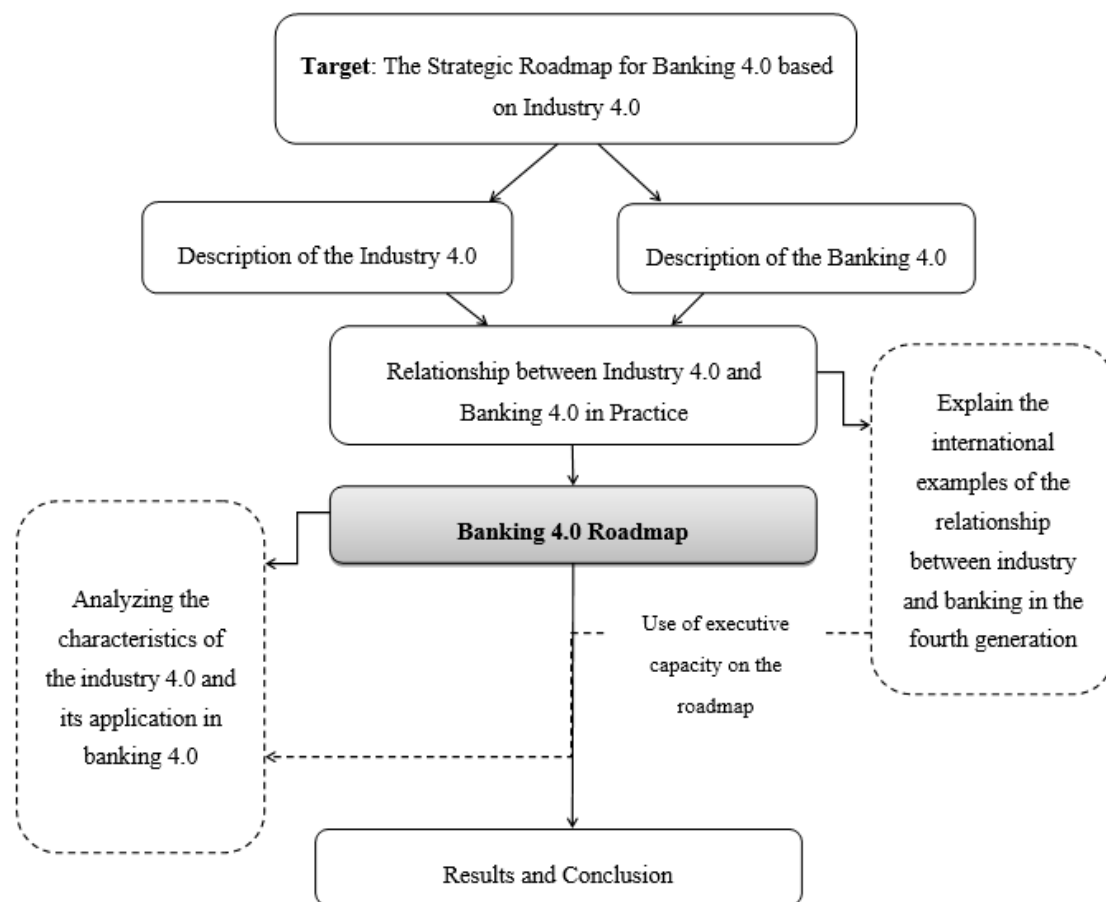 Target: The Strategic Roadmap for Banking 4.0 based
on Industry 4.0
Description of the Industry 4.0
Description of the Banking 4.0
Relationship between Industry 4.0 and
Banking 4.0 in Practice
Explain the
international
examples of the
relationship
between industry
and banking in the
fourth generation
Banking 4.0 Roadmap
Analyzing the
characteristics of
the industry 4.0 and
its application in
banking 4.0
Use of executive
capacity on the
roadmap
Results and Conclusion